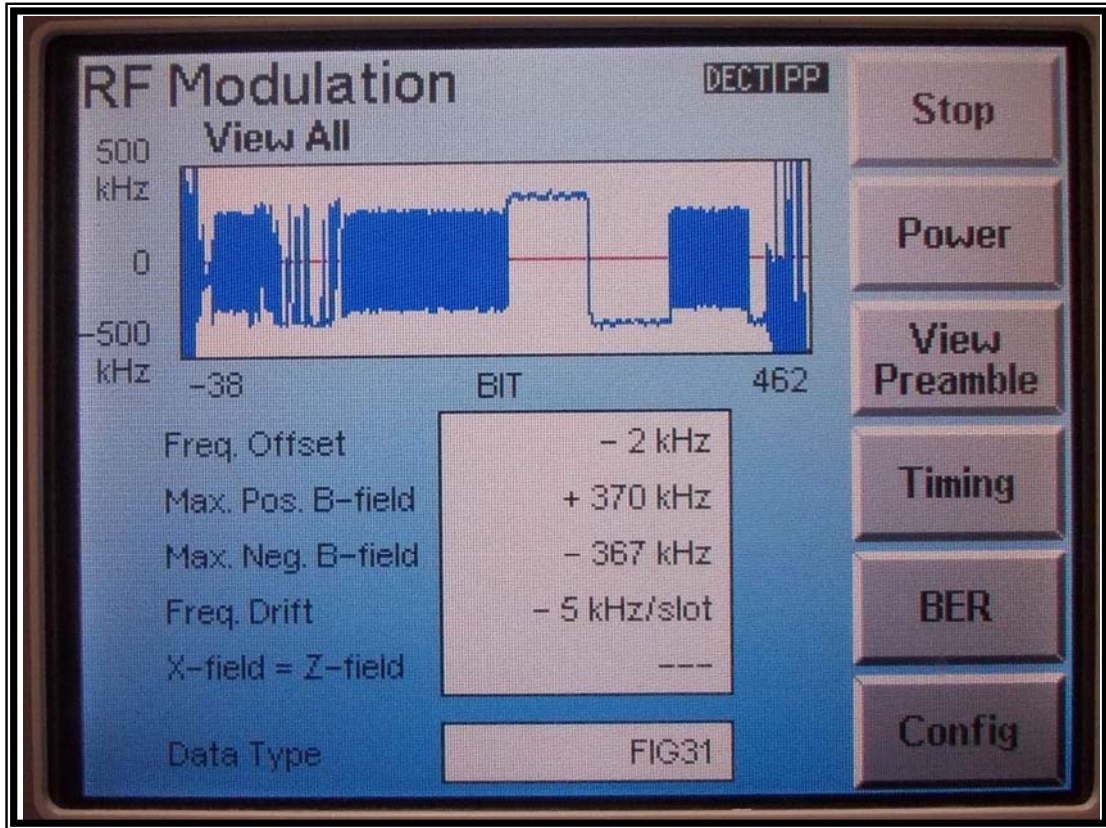 RF Modulation
DECT PP
View All
500
kHz
0
-500
kHz
-38
BIT
462
Freq. Offset
- 2 kHz
Max. Pos. B-field
+ 370 kHz
Max. Neg. B-field
- 367 kHz
Freq. Drift
- 5 kHz/slot
X-field = Z-field
---
Data Type
FIG31
Stop
Power
View
Preamble
Timing
BER
Config